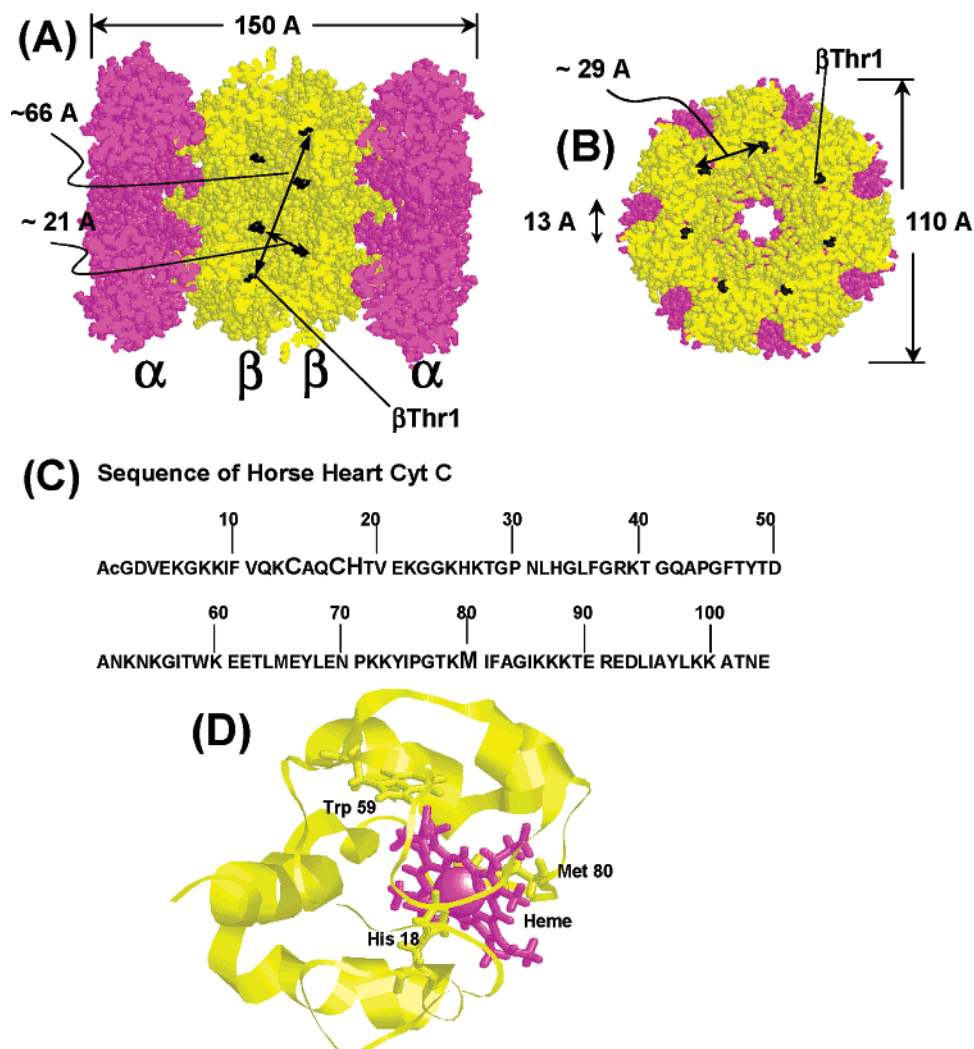 (A)
150 A
~66 A
~ 21 A
α β β α
βThr1
(B)
~ 29 A
βThr1
13 A
110 A
(C) Sequence of Horse Heart Cyt C
10 20 30 40 50
AcGDVEKGKKIF VQKCAQCHTV EKGGKHKTGP NLHGLFGRKT GQAPGFTYTD
60 70 80 90 100
ANKNKGITWK EETLMEYLEN PKKYIPGTKM IFAGIKKKTE REDLIAYLKK ATNE
(D)
Trp 59
Met 80
Heme
His 18